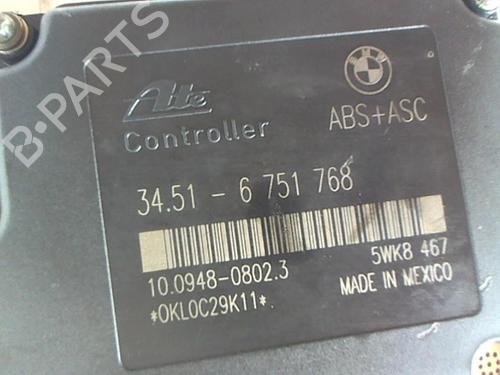 Ate
Controller
ABS+ASC
34.51 - 6 751 768
10.0948-0802.3
5WK8 467
*OKLOC29K11*
MADE IN MEXICO
B-PARTS